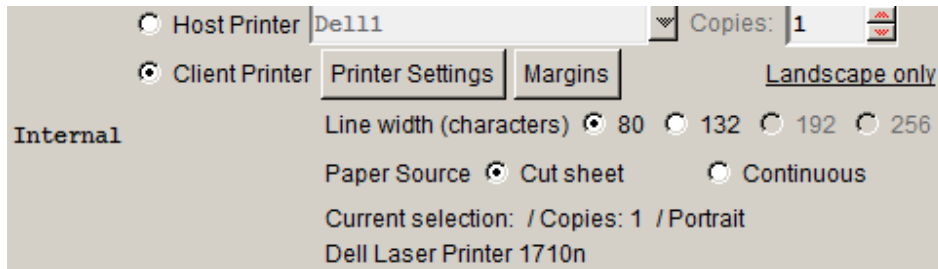 Host Printer Dell1 Copies: 1
Client Printer Printer Settings Margins Landscape only
Internal
Line width (characters) 80 132 192 256
Paper Source Cut sheet Continuous
Current selection: / Copies: 1 / Portrait
Dell Laser Printer 1710n